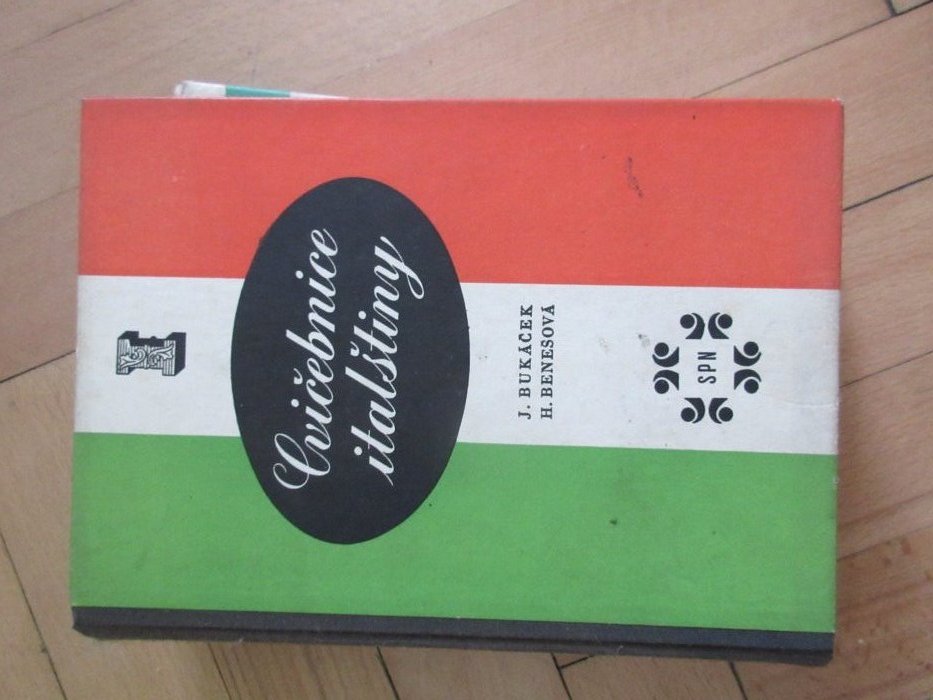 I
Cvičebnice
italštiny
J. BUKÁČEK
H. BENEŠOVÁ
SPN